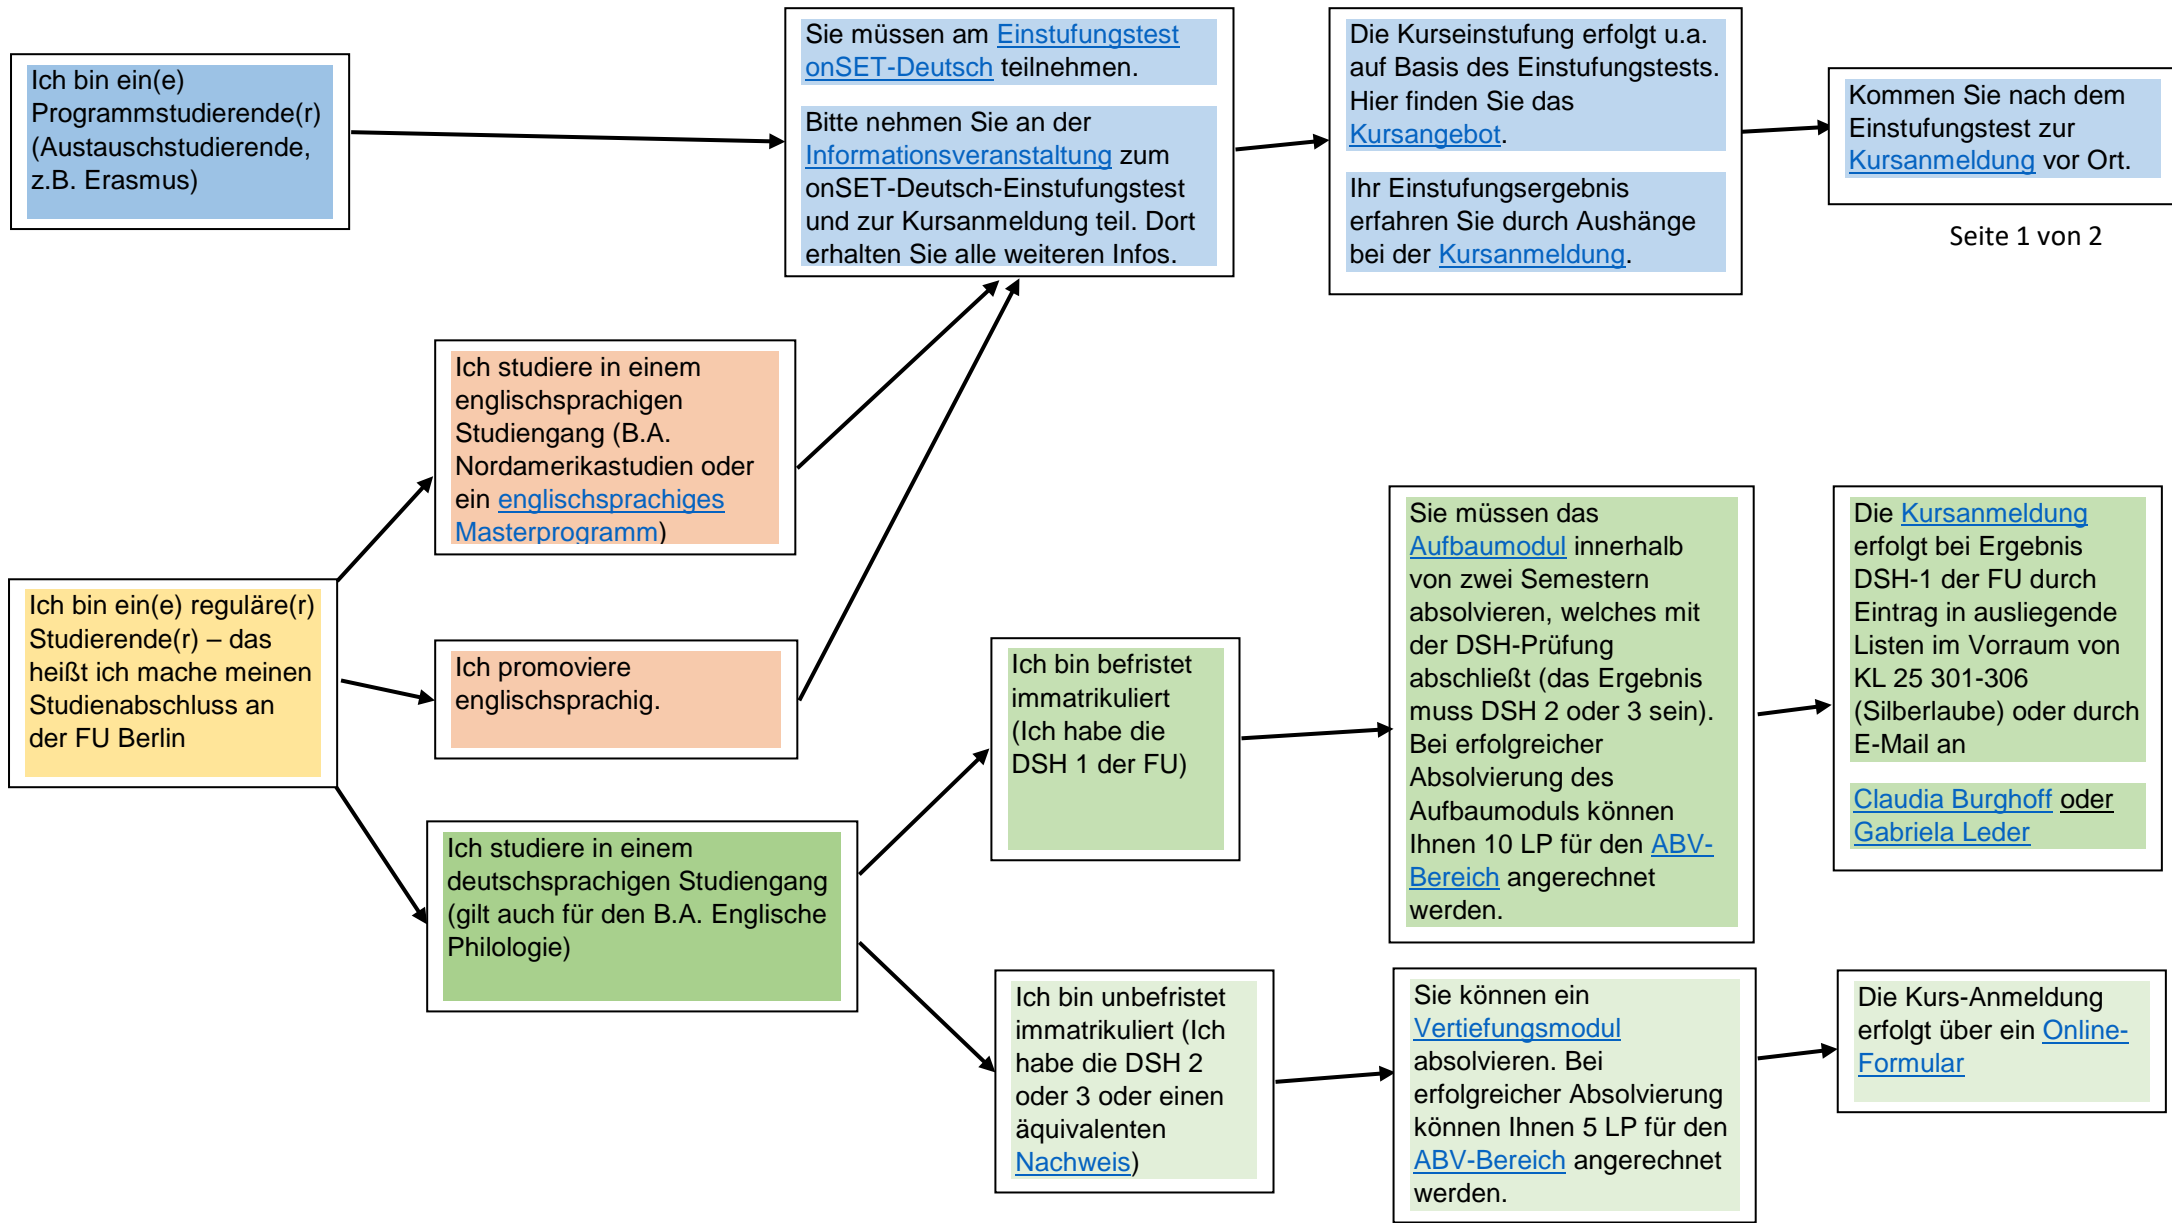 Ich bin ein(e)
Programmstudierende(r)
(Austauschstudierende,
z.B. Erasmus)
Sie müssen am Einstufungstest
onSET-Deutsch teilnehmen.
Bitte nehmen Sie an der
Informationsveranstaltung zum
onSET-Deutsch-Einstufungstest
und zur Kursanmeldung teil. Dort
erhalten Sie alle weiteren Infos.
Die Kurseinstufung erfolgt u.a.
auf Basis des Einstufungstests.
Hier finden Sie das
Kursangebot.
Ihr Einstufungsergebnis
erfahren Sie durch Aushänge
bei der Kursanmeldung.
Kommen Sie nach dem
Einstufungstest zur
Kursanmeldung vor Ort.
Seite 1 von 2
Ich bin ein(e) reguläre(r)
Studierende(r) – das
heißt ich mache meinen
Studienabschluss an
der FU Berlin
Ich studiere in einem
englischsprachigen
Studiengang (B.A.
Nordamerikastudien oder
ein englischsprachiges
Masterprogramm)
Ich promoviere
englischsprachig.
Ich studiere in einem
deutschsprachigen Studiengang
(gilt auch für den B.A. Englische
Philologie)
Ich bin befristet
immatrikuliert
(Ich habe die
DSH 1 der FU)
Sie müssen das
Aufbaumodul innerhalb
von zwei Semestern
absolvieren, welches mit
der DSH-Prüfung
abschließt (das Ergebnis
muss DSH 2 oder 3 sein).
Bei erfolgreicher
Absolvierung des
Aufbaumoduls können
Ihnen 10 LP für den ABV-
Bereich angerechnet
werden.
Die Kursanmeldung
erfolgt bei Ergebnis
DSH-1 der FU durch
Eintrag in ausliegende
Listen im Vorraum von
KL 25 301-306
(Silberlaube) oder durch
E-Mail an
Claudia Burghoff oder
Gabriela Leder
Ich bin unbefristet
immatrikuliert (Ich
habe die DSH 2
oder 3 oder einen
äquivalenten
Nachweis)
Sie können ein
Vertiefungsmodul
absolvieren. Bei
erfolgreicher Absolvierung
können Ihnen 5 LP für den
ABV-Bereich angerechnet
werden.
Die Kurs-Anmeldung
erfolgt über ein Online-
Formular